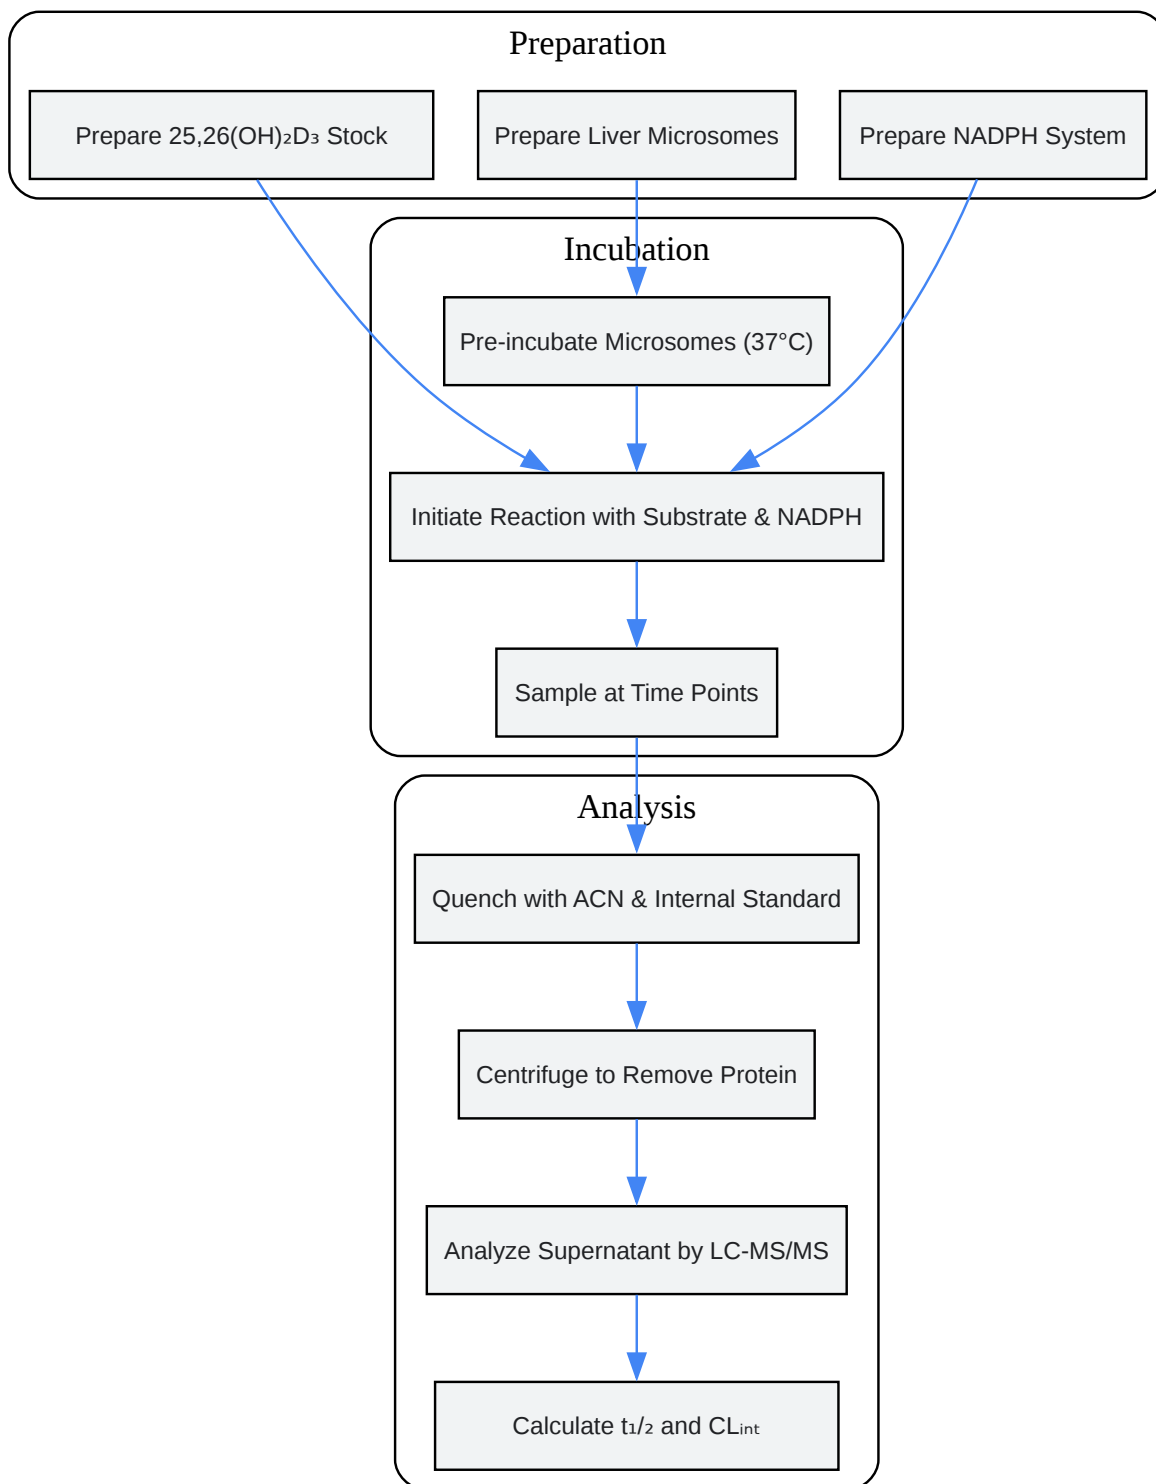 Preparation
Prepare 25,26(OH)₂D₃ Stock
Prepare Liver Microsomes
Prepare NADPH System
Incubation
Pre-incubate Microsomes (37°C)
Initiate Reaction with Substrate & NADPH
Sample at Time Points
Analysis
Quench with ACN & Internal Standard
Centrifuge to Remove Protein
Analyze Supernatant by LC-MS/MS
Calculate t₁/₂ and CLᵢₙₜ